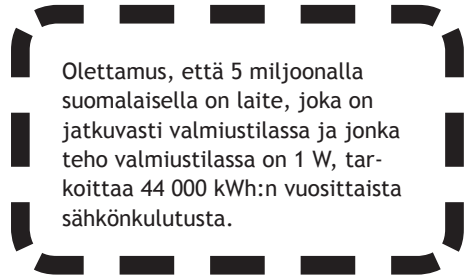 Olettamus, että 5 miljoonalla
suomalaisella on laite, joka on
jatkuvasti valmiustilassa ja jonka
teho valmiustilassa on 1 W, tar-
koittaa 44 000 kWh:n vuosittaista
sähkönkulutusta.